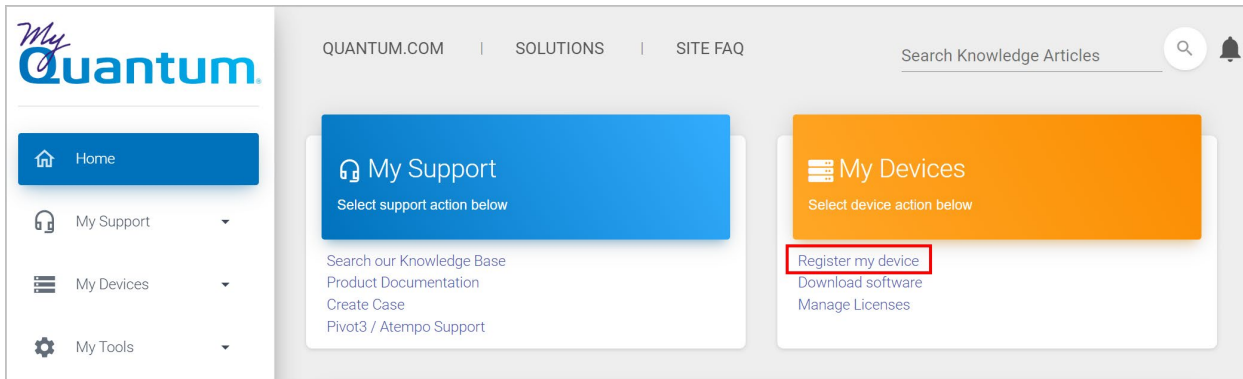 My
Quantum.
QUANTUM.COM | SOLUTIONS | SITE FAQ
Search Knowledge Articles
Home
My Support
My Devices
My Tools
My Support
Select support action below
Search our Knowledge Base
Product Documentation
Create Case
Pivot3 / Atempo Support
My Devices
Select device action below
Register my device
Download software
Manage Licenses